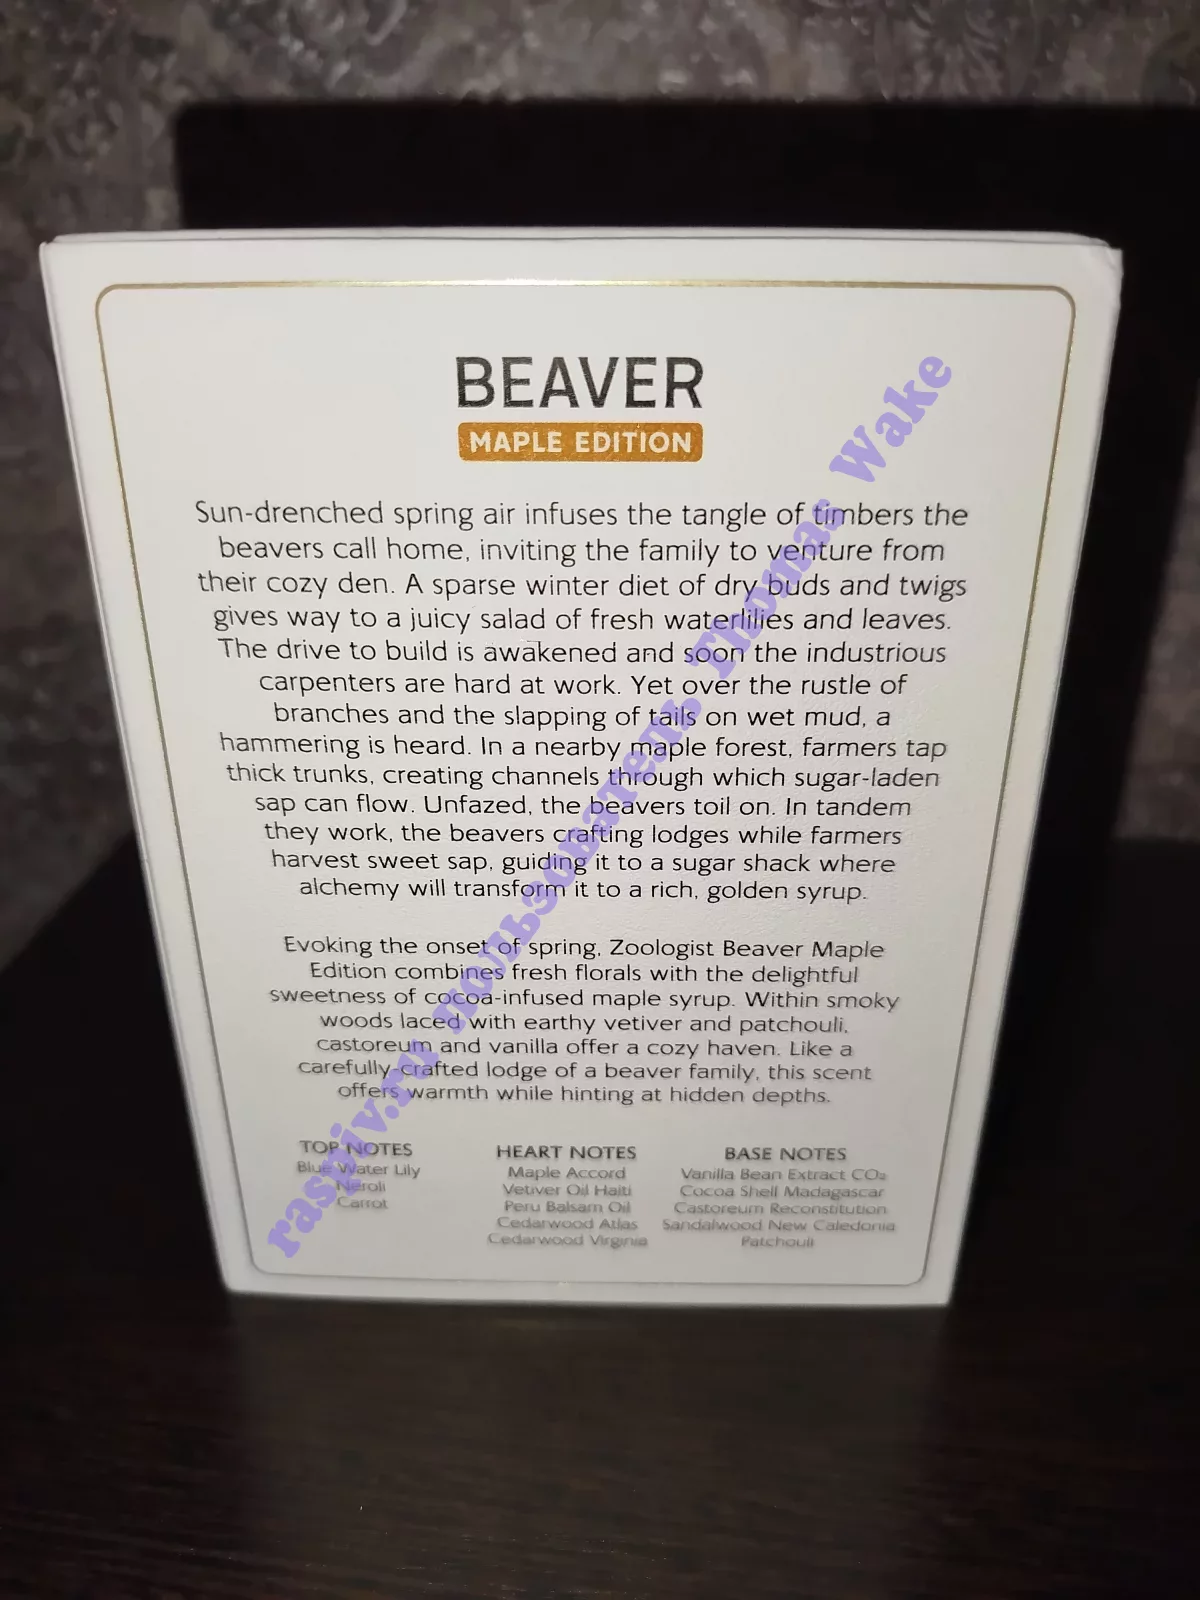 BEAVER
MAPLE EDITION
Sun-drenched spring air infuses the tangle of timbers the
beavers call home, inviting the family to venture from
their cozy den. A sparse winter diet of dry buds and twigs
gives way to a juicy salad of fresh waterlilies and leaves.
The drive to build is awakened and soon the industrious
carpenters are hard at work. Yet over the rustle of
branches and the slapping of tails on wet mud, a
hammering is heard. In a nearby maple forest, farmers tap
thick trunks, creating channels through which sugar-laden
sap can flow. Unfazed, the beavers toil on. In tandem
they work, the beavers crafting lodges while farmers
harvest sweet sap, guiding it to a sugar shack where
alchemy will transform it to a rich, golden syrup.
Evoking the onset of spring, Zoologist Beaver Maple
Edition combines fresh florals with the delightful
sweetness of cocoa-infused maple syrup. Within smoky
woods laced with earthy vetiver and patchouli,
castoreum and vanilla offer a cozy haven. Like a
carefully-crafted lodge of a beaver family, this scent
offers warmth while hinting at hidden depths.
TOP NOTES
Blue Water Lily
Neroli
Carrot
HEART NOTES
Maple Accord
Vetiver Oil Haiti
Peru Balsam Oil
Cedarwood Atlas
Cedarwood Virginia
BASE NOTES
Vanilla Bean Extract CO₂
Cocoa Shell Madagascar
Castoreum Reconstitution
Sandalwood New Caledonia
Patchouli
raspiv.ru пользователь Thomas Wake